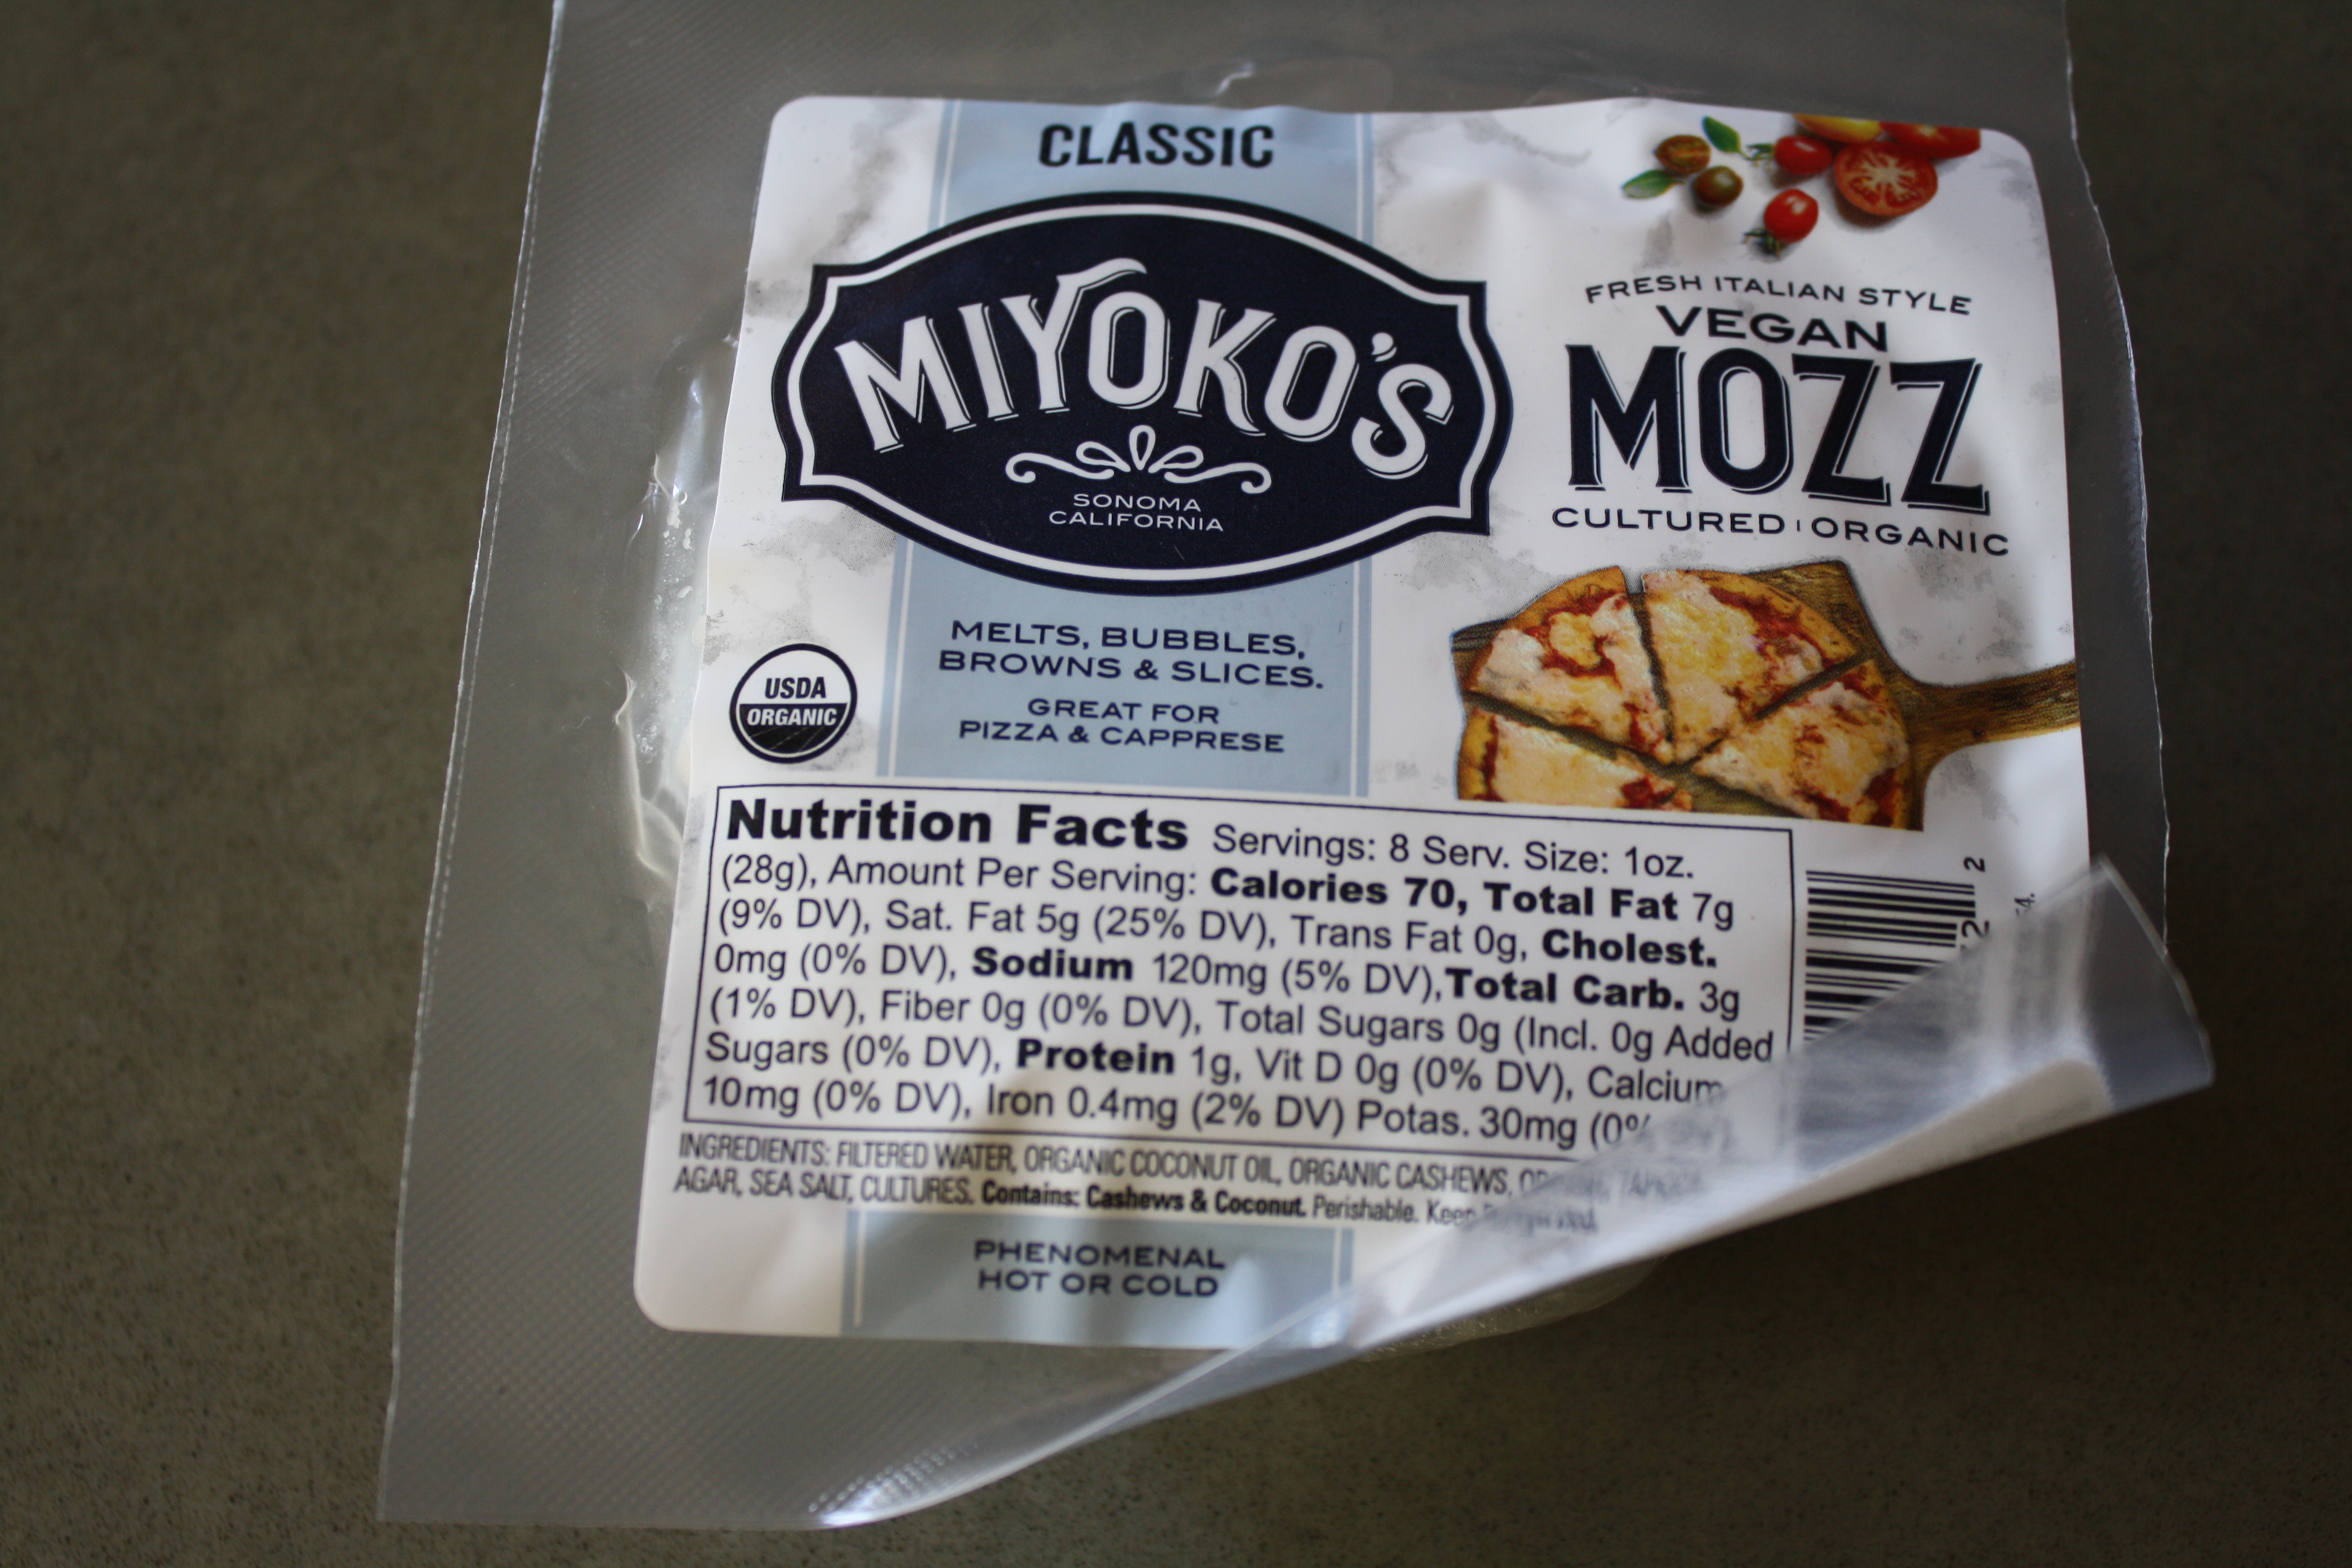 CLASSIC
MIYOKO'S
SONOMA
CALIFORNIA
FRESH ITALIAN STYLE
VEGAN
MOZZ
CULTURED | ORGANIC
MELTS, BUBBLES,
BROWNS & SLICES.
GREAT FOR
PIZZA & CAPPRESE
USDA
ORGANIC
Nutrition Facts Servings: 8 Serv. Size: 1oz.
(28g), Amount Per Serving: Calories 70, Total Fat 7g
(9% DV), Sat. Fat 5g (25% DV), Trans Fat 0g, Cholest.
0mg (0% DV), Sodium 120mg (5% DV),Total Carb. 3g
(1% DV), Fiber 0g (0% DV), Total Sugars 0g (Incl. 0g Added
Sugars (0% DV), Protein 1g, Vit D 0g (0% DV), Calcium
10mg (0% DV), Iron 0.4mg (2% DV) Potas. 30mg (0%
INGREDIENTS: FILTERED WATER, ORGANIC COCONUT OIL, ORGANIC CASHEWS,
AGAR, SEA SALT, CULTURES. Contains: Cashews & Coconut. Perishable. Keep
PHENOMENAL
HOT OR COLD
2
2